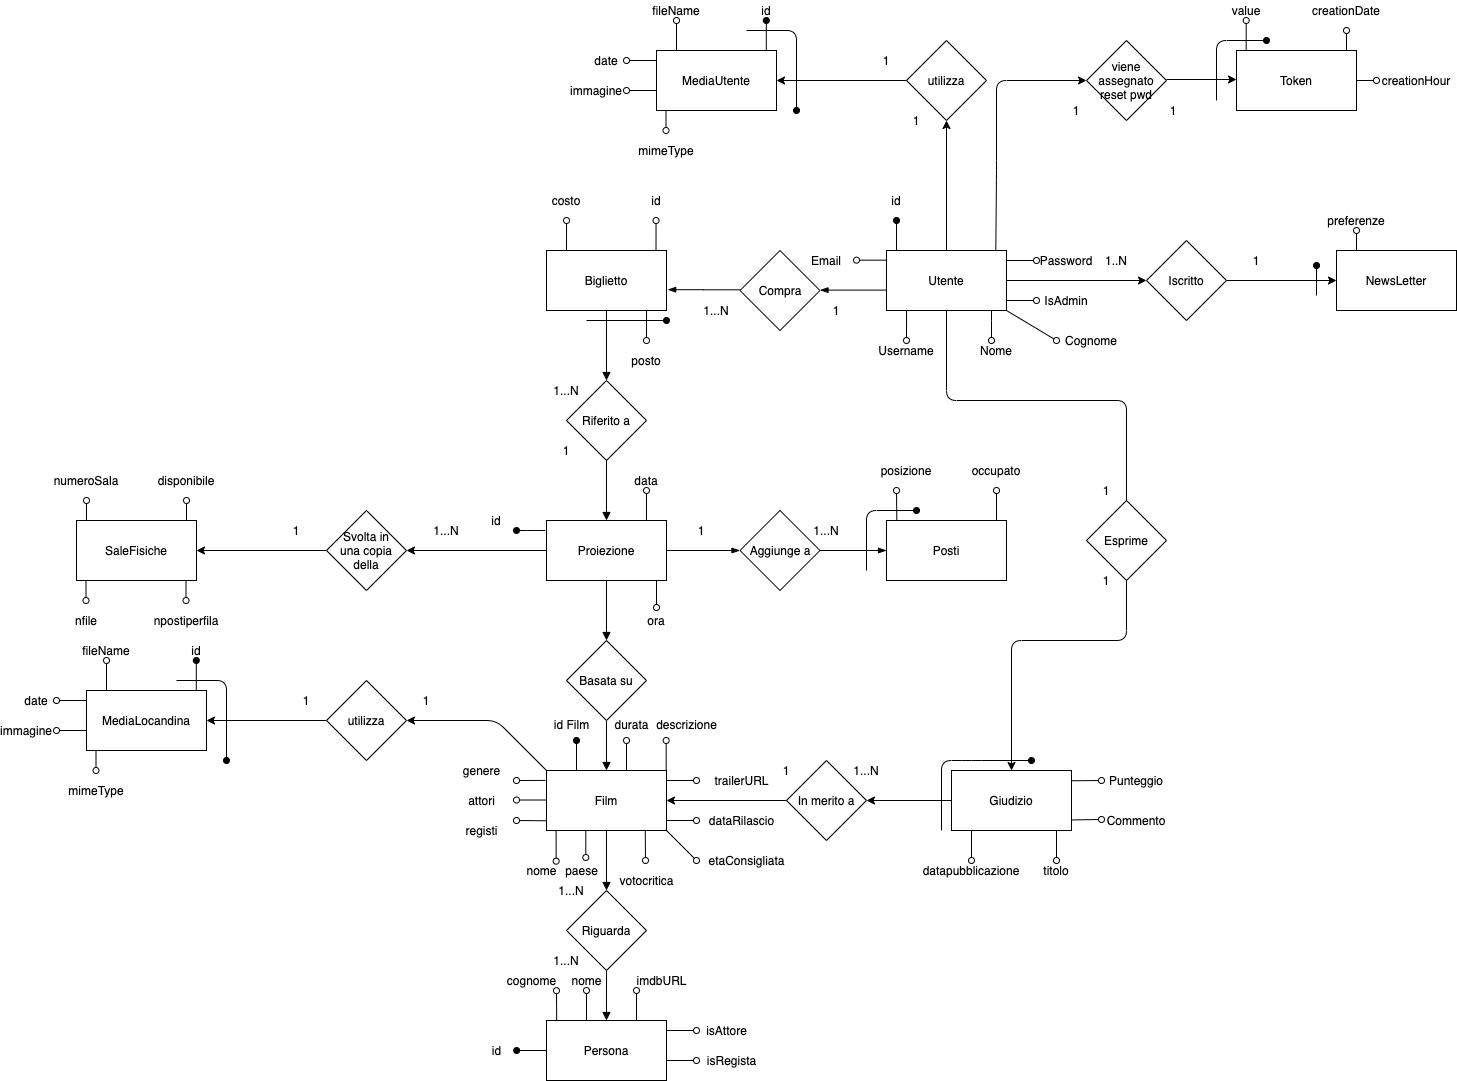 fileName
id
value
creationDate
date
1
MediaUtente
utilizza
viene
assegnato
reset pwd
Token
creationHour
immagine
1
1
1
mimeType
costo
id
id
preferenze
Email
Password
1..N
1
Biglietto
Compra
Utente
Iscritto
NewsLetter
IsAdmin
1...N
1
Username
Nome
Cognome
posto
1...N
Riferito a
1
numeroSala
disponibile
data
posizione
occupato
1
id
1
1...N
1
1...N
SaleFisiche
Svolta in
una copia
della
Proiezione
Aggiunge a
Posti
Esprime
1
nfile
npostiperfila
ora
fileName
id
Basata su
date
1
1
MediaLocandina
utilizza
immagine
id Film
durata
descrizione
mimeType
genere
trailerURL
1
1...N
Punteggio
attori
Film
In merito a
Giudizio
registi
dataRilascio
Commento
etaConsigliata
nome
paese
votocritica
datapubblicazione
titolo
1...N
Riguarda
1...N
cognome
nome
imdbURL
isAttore
id
Persona
isRegista